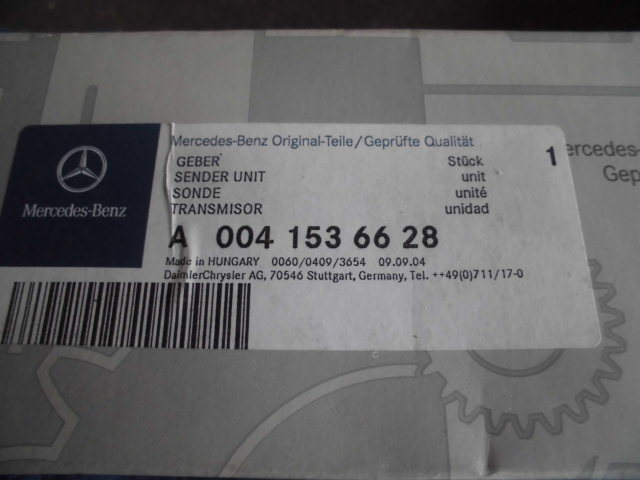 Mercedes-Benz Original-Teile/Geprüfte Qualität
GEBER Stück 1
SENDER UNIT unit
SONDE unité
TRANSMISOR unidad
A 004 153 66 28
Made in HUNGARY 0060/0409/3654 09.09.04
DaimlerChrysler AG, 70546 Stuttgart, Germany, Tel. ++49(0)711/17-0
Mercedes-Benz
ercedes-
Gep